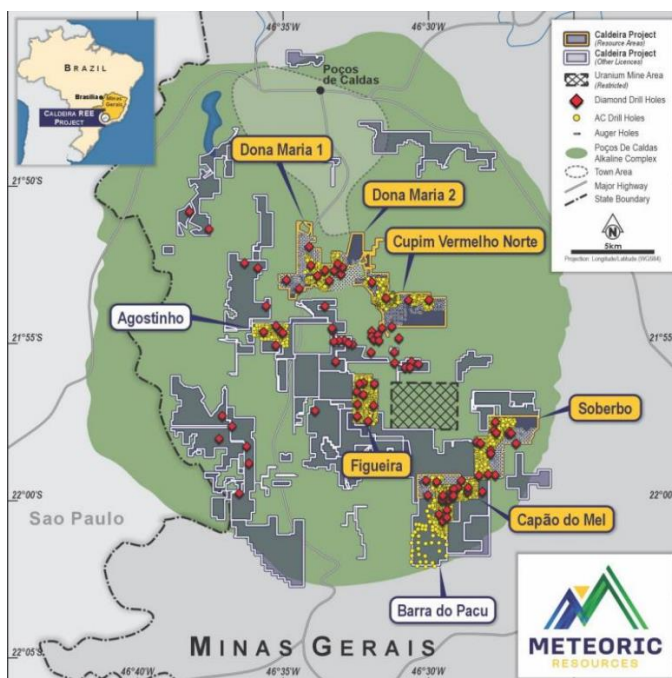 46°35'W
46°30'W
BRAZIL
Brasília
Minas
Gerais
CALDEIRA REE
PROJECT
Poços
de Caldas
Caldeira Project
(Resource Areas)
Caldeira Project
(Other Licences)
Uranium Mine Area
(Restricted)
Diamond Drill Holes
AC Drill Holes
Auger Holes
Poços De Caldas
Alkaline Complex
Town Area
Major Highway
State Boundary
N
5km
Projection: Longitude/Latitude (WGS84)
Dona Maria 1
Dona Maria 2
21°50'S
Cupim Vermelho Norte
Agostinho
21°55'S
21°55'S
Soberbo
Figueira
22°00'S
22°00'S
Sao Paulo
Capão do Mel
Barra do Pacu
MINAS GERAIS
METEORIC
RESOURCES
22°05'S
46°40'W
46°35'W
46°30'W